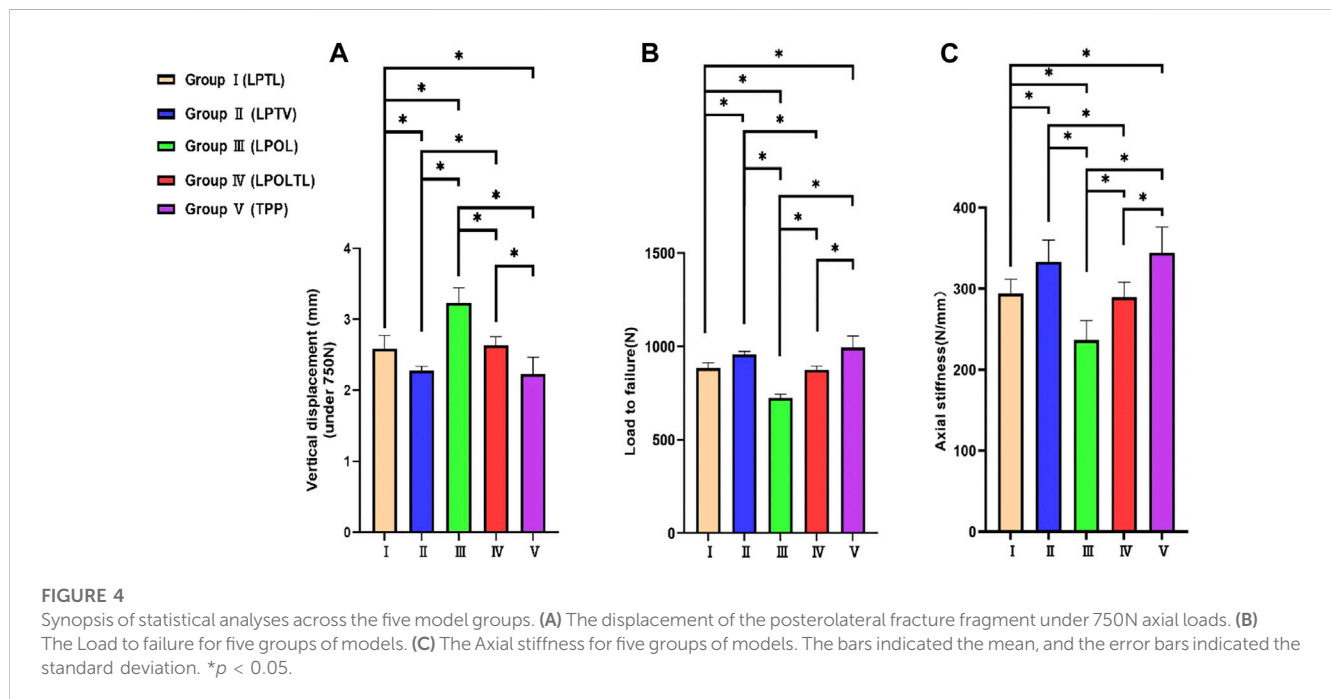 A
B
C
Group Ⅰ (LPTL)
Group Ⅱ (LPTV)
Group Ⅲ (LPOL)
Group Ⅳ (LPOLTL)
Group Ⅴ (TPP)
* * * * * * * *
* * * * * * * *
* * * * * * * *
Vertical displacement (mm)
(under 750N)
4
3
2
1
0
Ⅰ Ⅱ Ⅲ Ⅳ Ⅴ
Load to failure(N)
1500
1000
500
0
Ⅰ Ⅱ Ⅲ Ⅳ Ⅴ
Axial stiffness(N/mm)
400
300
200
100
0
Ⅰ Ⅱ Ⅲ Ⅳ Ⅴ
FIGURE 4
Synopsis of statistical analyses across the five model groups. (A) The displacement of the posterolateral fracture fragment under 750N axial loads. (B)
The Load to failure for five groups of models. (C) The Axial stiffness for five groups of models. The bars indicated the mean, and the error bars indicated the
standard deviation. *p < 0.05.